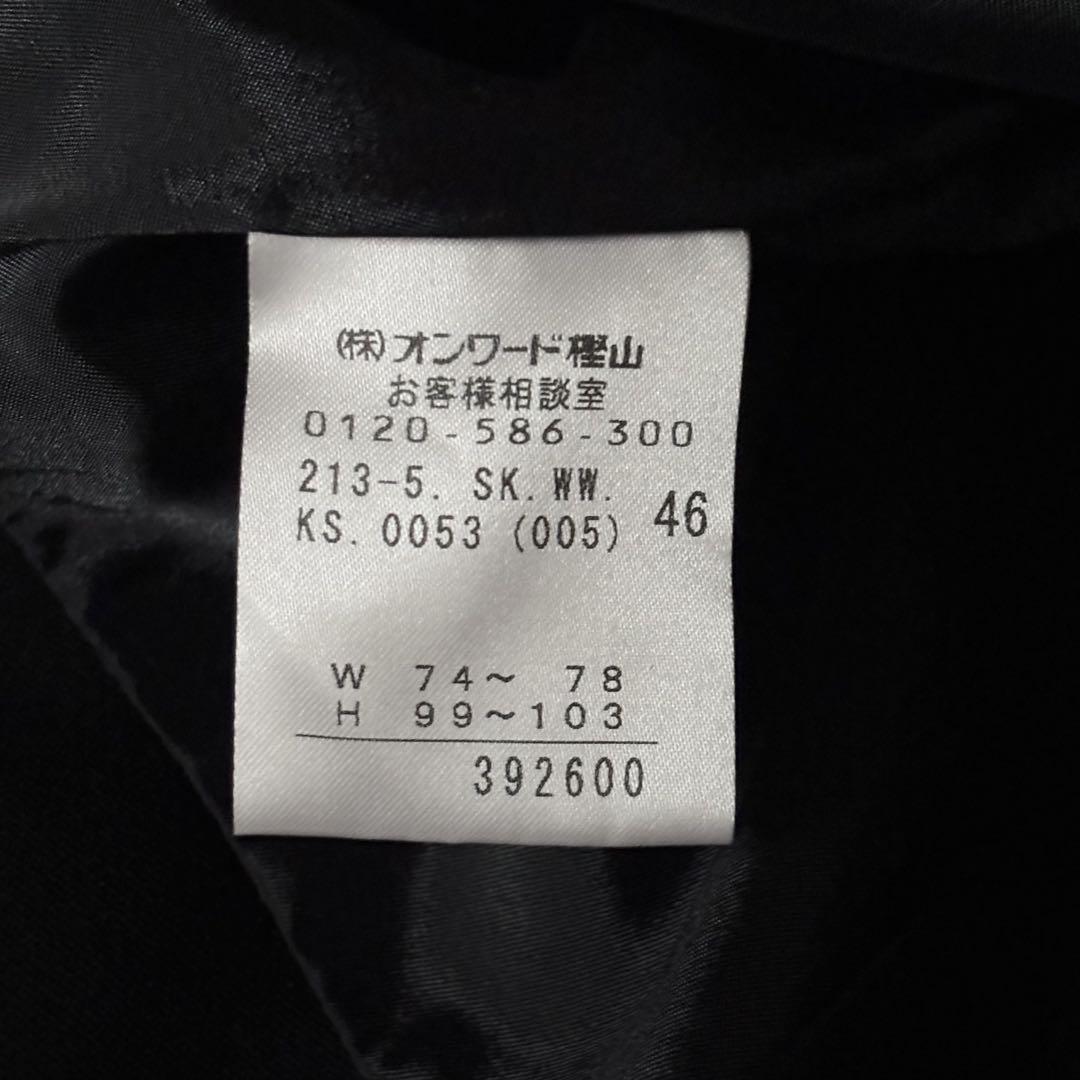 (株)オンワード樫山
お客様相談室
0120-586-300
213-5. SK.WW.
KS. 0053 (005) 46
W 74～ 78
H 99～103
392600